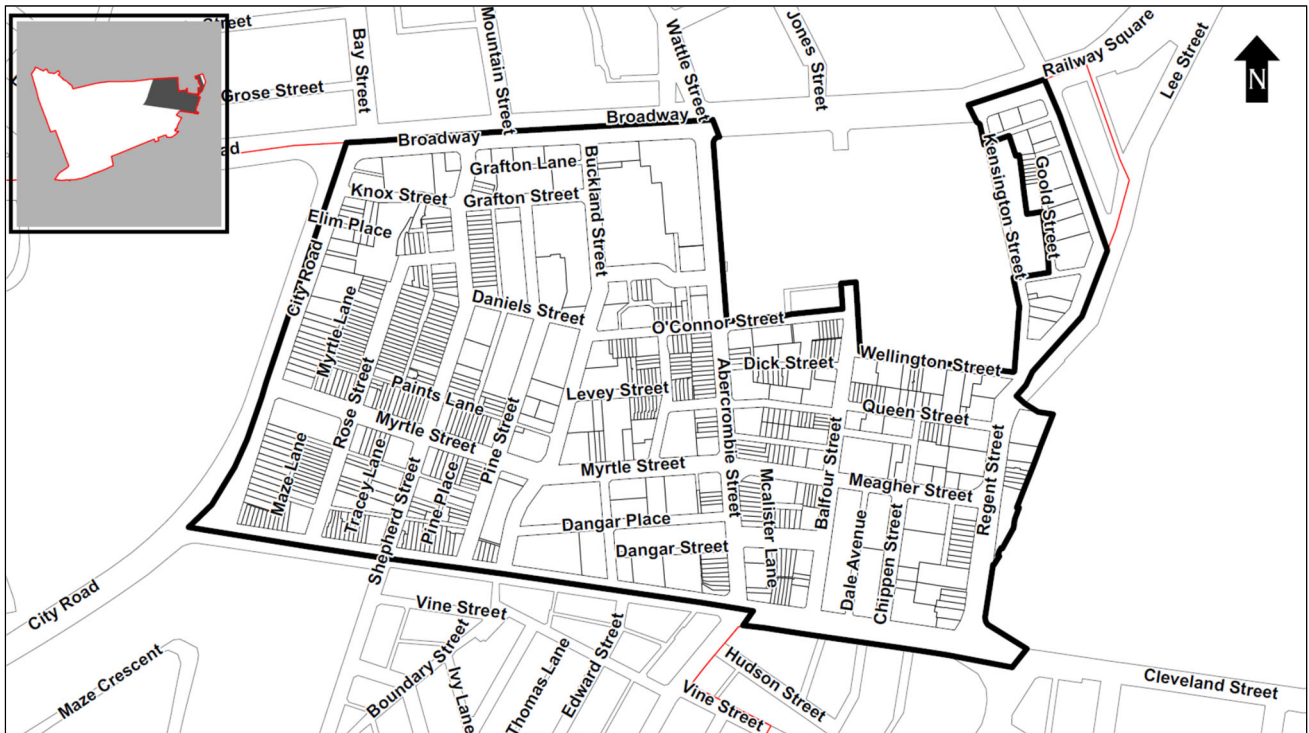 Street
Bay Street
Mountain Street
Wattle Street
Jones Street
Railway Square
Lee Street
N
Grose Street
Broadway
Broadway
ad
Grafton Lane
Knox Street
Grafton Street
Buckland Street
Kensington Street
Goold Street
Elim Place
City Road
Myrtle Lane
Daniels Street
O'Connor Street
Dick Street
Wellington Street
Rose Street
Paints Lane
Levey Street
Abercrombie Street
Queen Street
Myrtle Street
Pine Street
Maze Lane
Tracey Lane
Shepherd Street
Pine Place
Myrtle Street
Mcalister Lane
Balfour Street
Meagher Street
Regent Street
Dangar Place
Dangar Street
Dale Avenue
Chippen Street
City Road
Vine Street
Boundary Street
Ivy Lane
Thomas Lane
Edward Street
Hudson Street
Vine Street
Maze Crescent
Cleveland Street